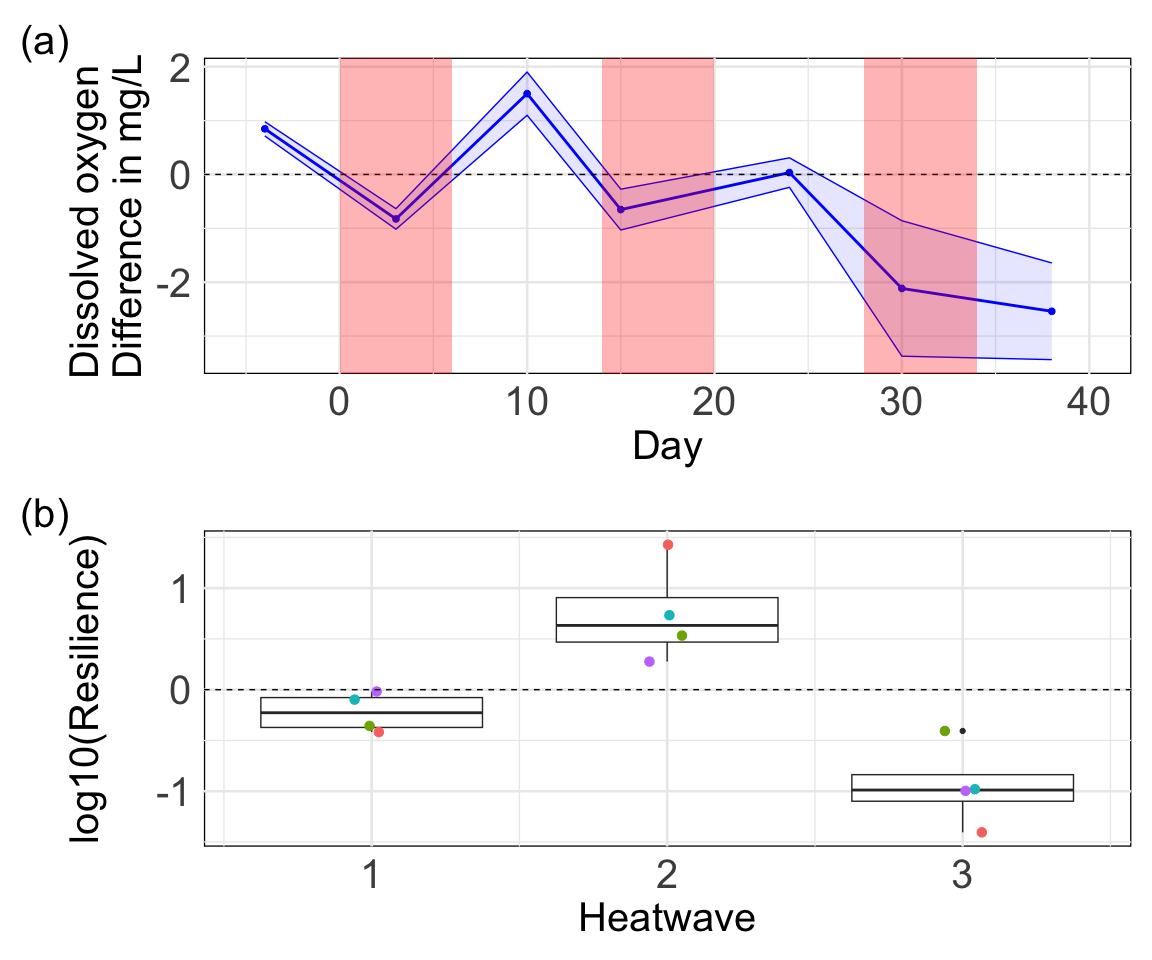 (a)
Dissolved oxygen
Difference in mg/L
2
0
-2
0 10 20 30 40
Day
(b)
log10(Resilience)
1
0
-1
1 2 3
Heatwave